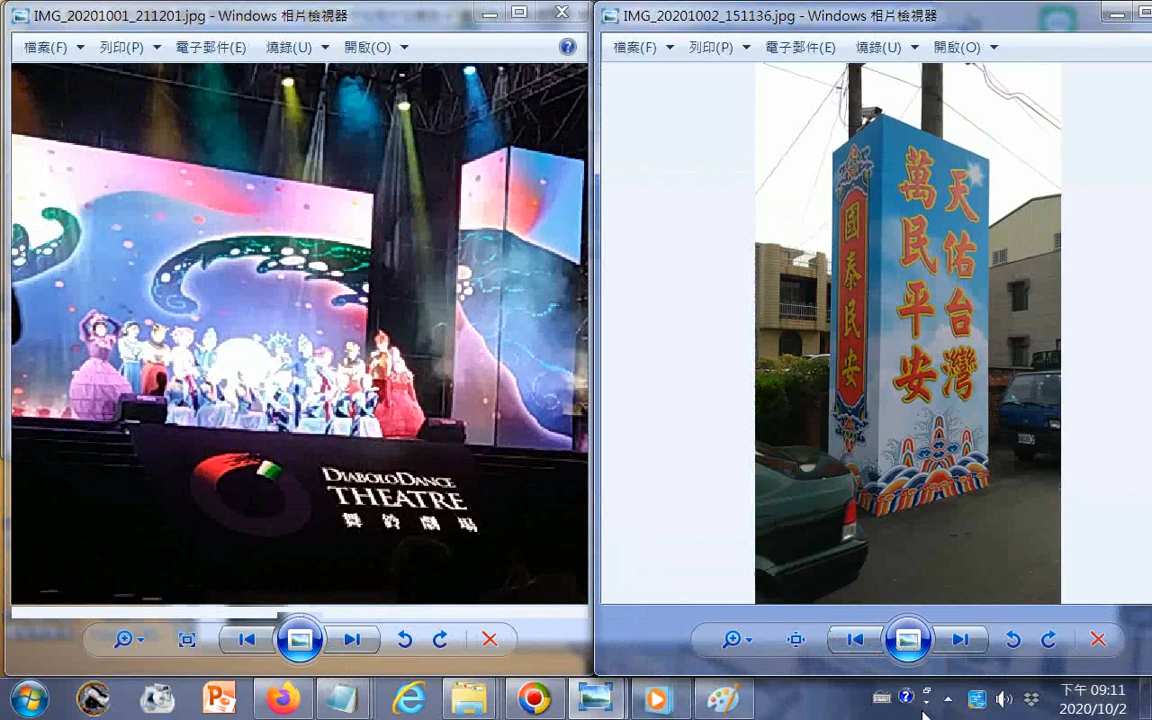 IMG_20201001_211201.jpg - Windows 相片檢視器
檔案(F) 列印(P) 電子郵件(E) 燒錄(U) 開啟(O)
DIABOLODANCE
THEATRE
舞鈴劇場
IMG_20201002_151136.jpg - Windows 相片檢視器
檔案(F) 列印(P) 電子郵件(E) 燒錄(U) 開啟(O)
國泰民安
天佑台灣
萬民平安
下午 09:11
2020/10/2